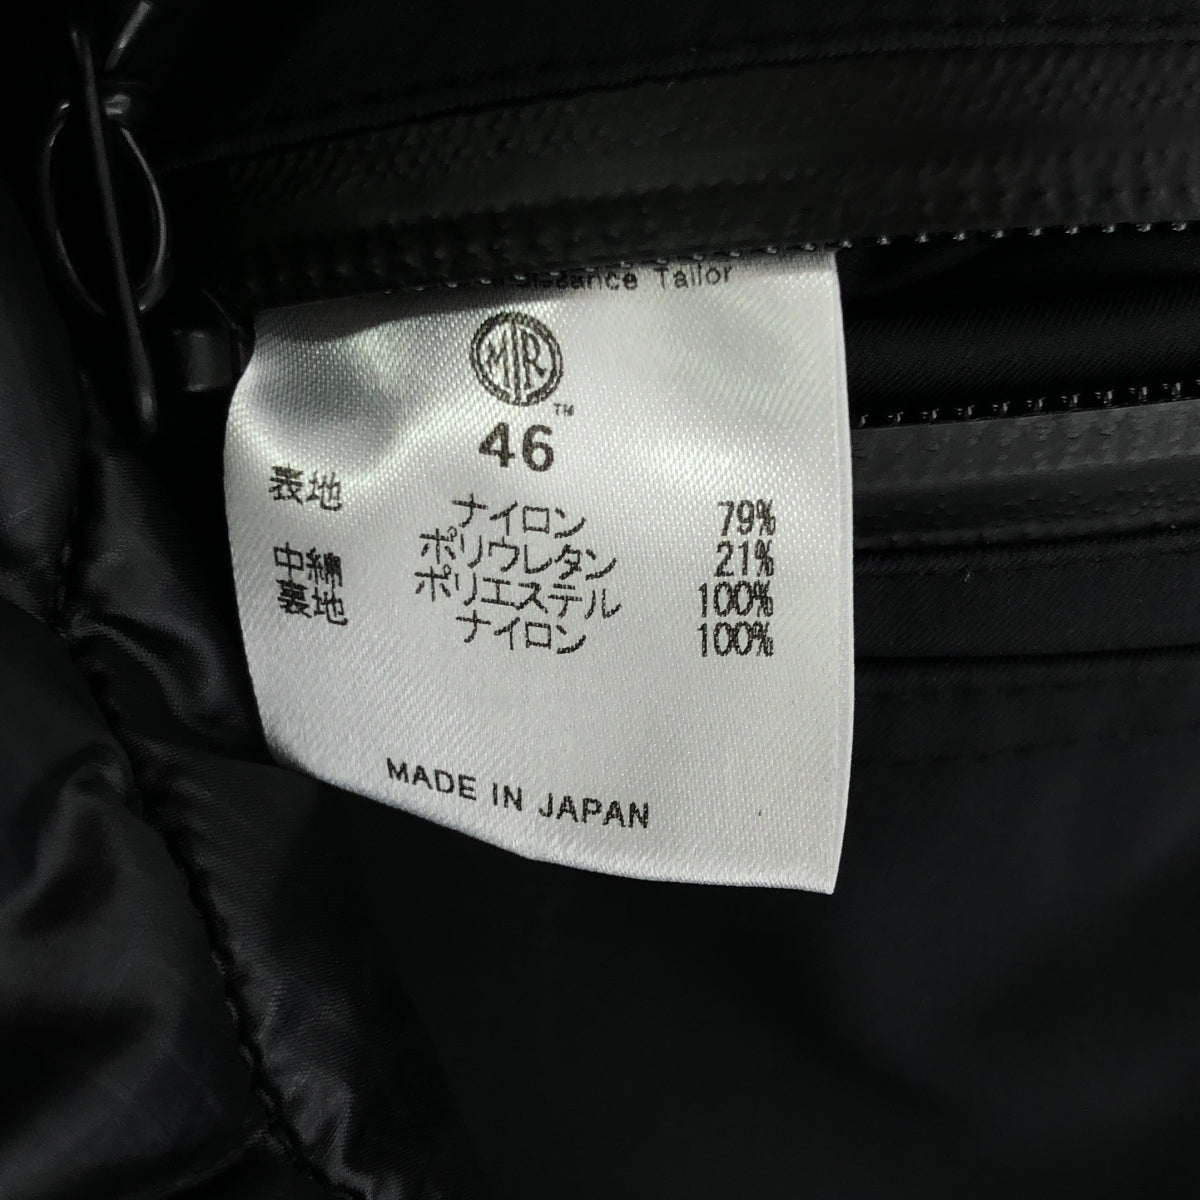 Tailor
MR
TM
46
表地 ナイロン 79%
ポリウレタン 21%
中綿 ポリエステル 100%
裏地 ナイロン 100%
MADE IN JAPAN